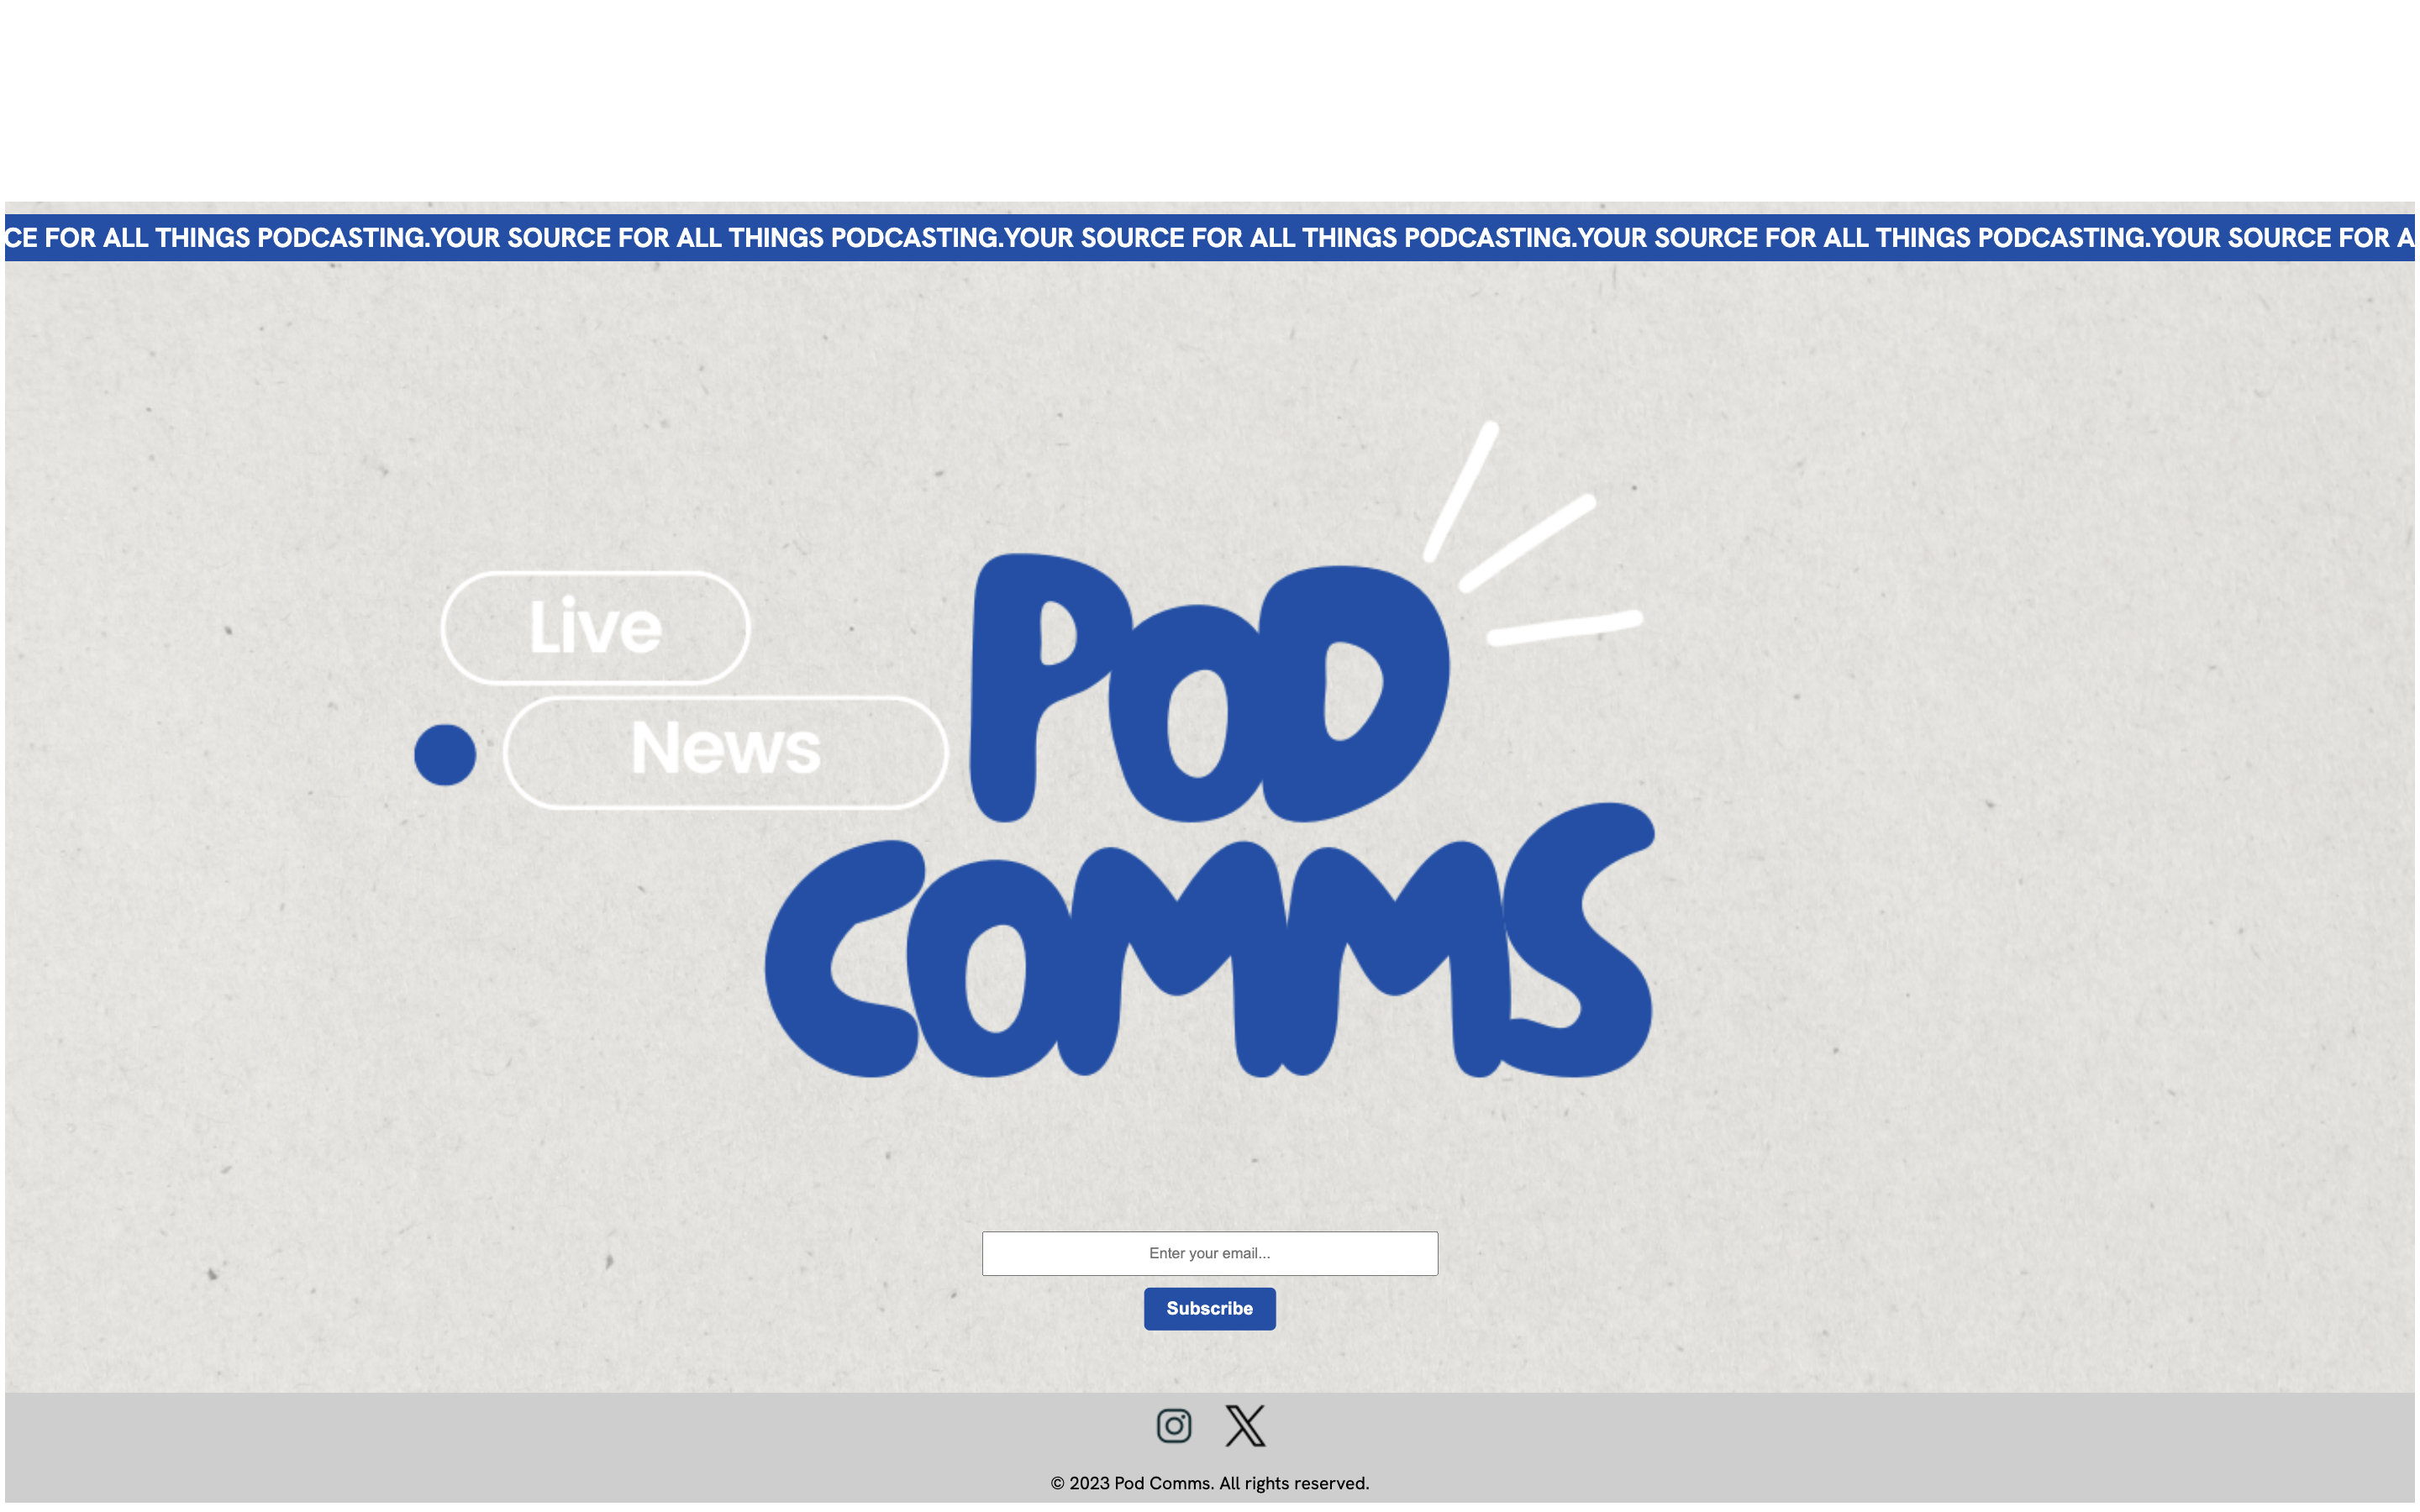 CE FOR ALL THINGS PODCASTING.YOUR SOURCE FOR ALL THINGS PODCASTING.YOUR SOURCE FOR ALL THINGS PODCASTING.YOUR SOURCE FOR ALL THINGS PODCASTING.YOUR SOURCE FOR A
Live
News
POD
COMMS
Enter your email...
Subscribe
© 2023 Pod Comms. All rights reserved.